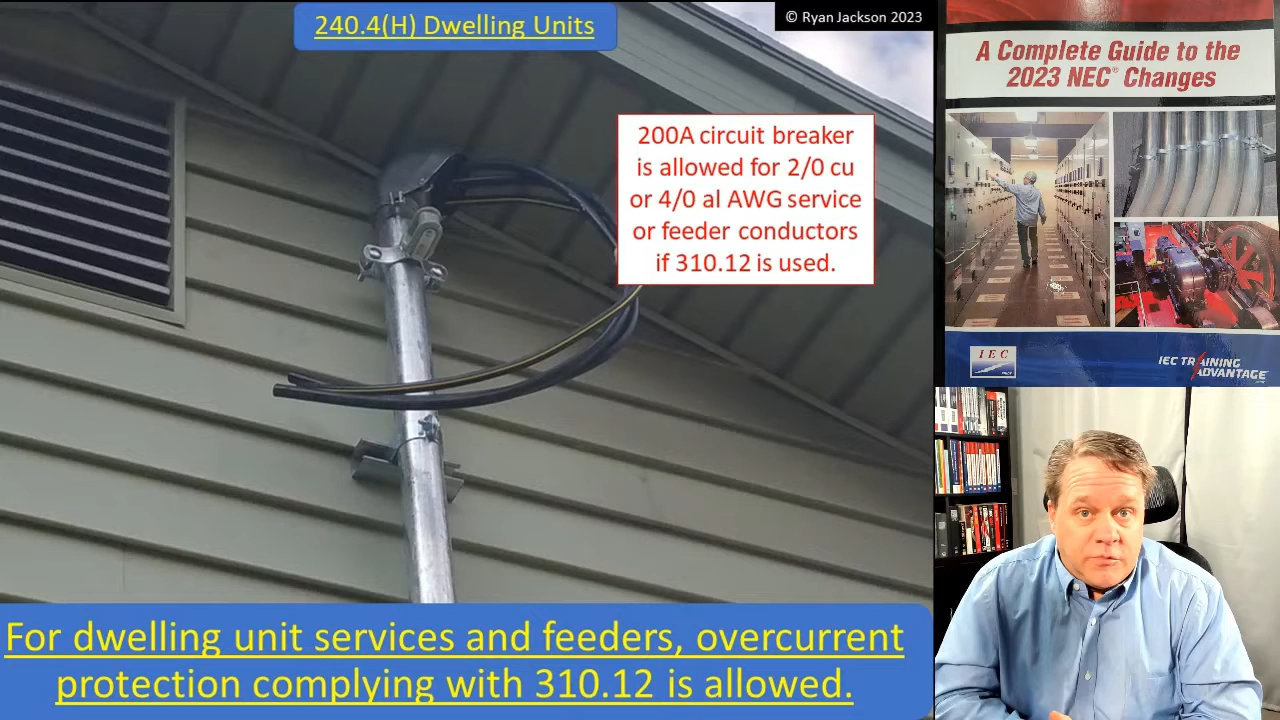 240.4(H) Dwelling Units
© Ryan Jackson 2023
200A circuit breaker
is allowed for 2/0 cu
or 4/0 al AWG service
or feeder conductors
if 310.12 is used.
For dwelling unit services and feeders, overcurrent
protection complying with 310.12 is allowed.
A Complete Guide to the
2023 NEC® Changes
IEC
IEC TRAINING
ADVANTAGE